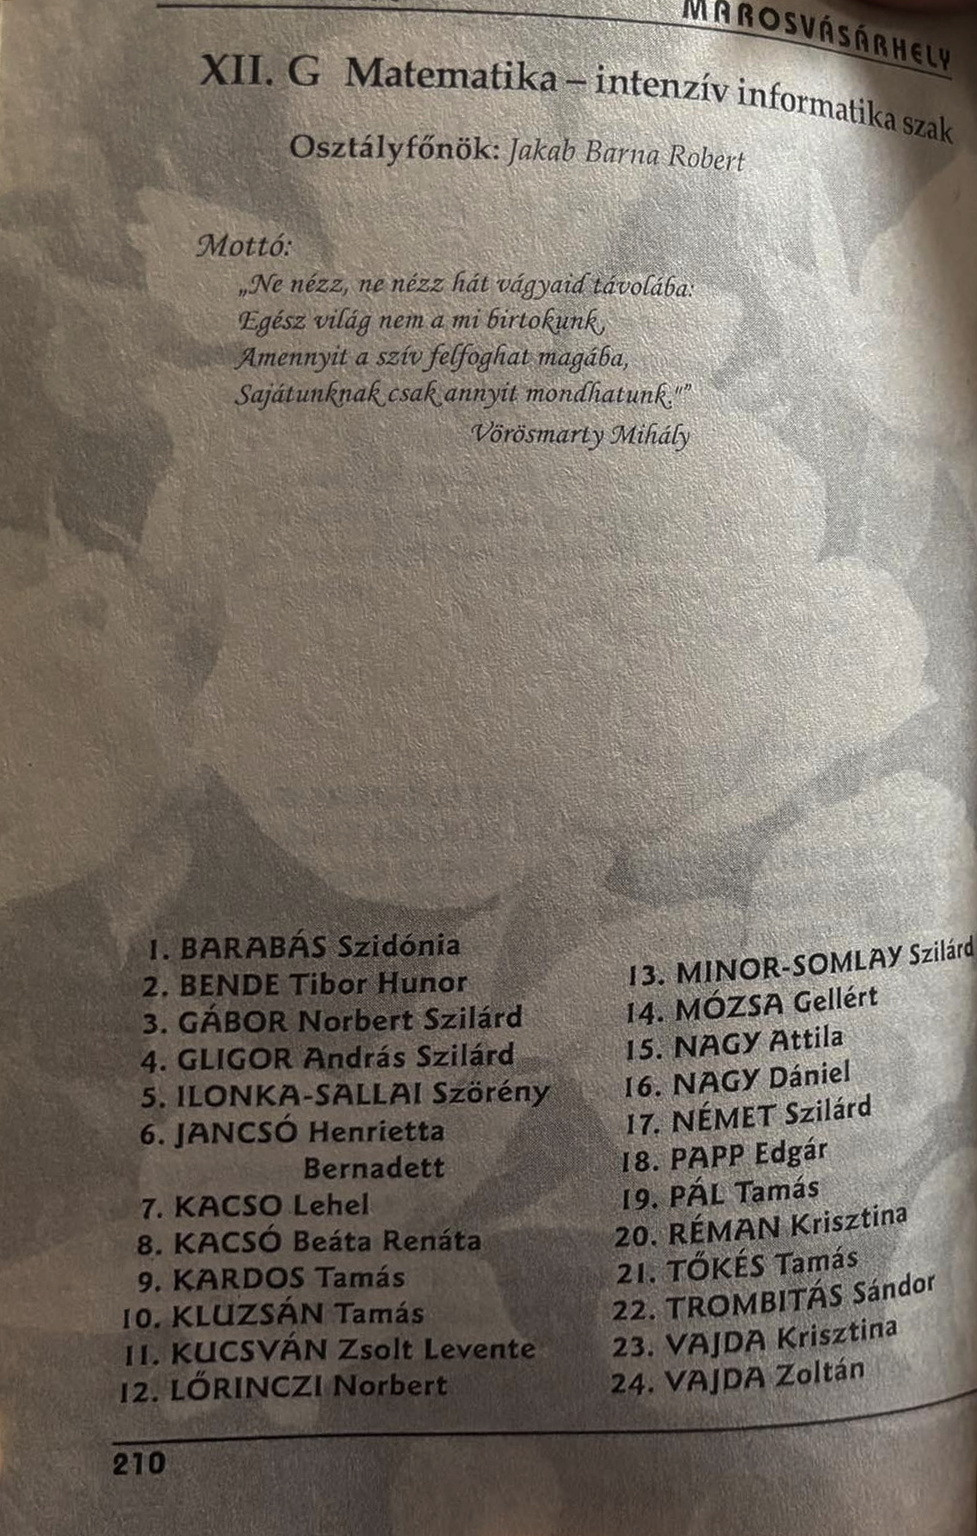 MAROSVÁSÁRHELY
XII. G Matematika – intenzív informatika szak
Osztályfőnök: Jakab Barna Robert
Mottó:
„Ne nézz, ne nézz hát vágyaid távolába:
Egész világ nem a mi birtokunk,
Amennyit a szív felfoghat magába,
Sajátunknak csak annyit mondhatunk."”
Vörösmarty Mihály
1. BARABÁS Szidónia
2. BENDE Tibor Hunor
3. GÁBOR Norbert Szilárd
4. GLIGOR András Szilárd
5. ILONKA-SALLAI Szörény
6. JANCSÓ Henrietta
Bernadett
7. KACSO Lehel
8. KACSÓ Beáta Renáta
9. KARDOS Tamás
10. KLUZSÁN Tamás
11. KUCSVÁN Zsolt Levente
12. LŐRINCZI Norbert
13. MINOR-SOMLAY Szilárd
14. MÓZSA Gellért
15. NAGY Attila
16. NAGY Dániel
17. NÉMET Szilárd
18. PAPP Edgár
19. PÁL Tamás
20. RÉMAN Krisztina
21. TŐKÉS Tamás
22. TROMBITÁS Sándor
23. VAJDA Krisztina
24. VAJDA Zoltán
210